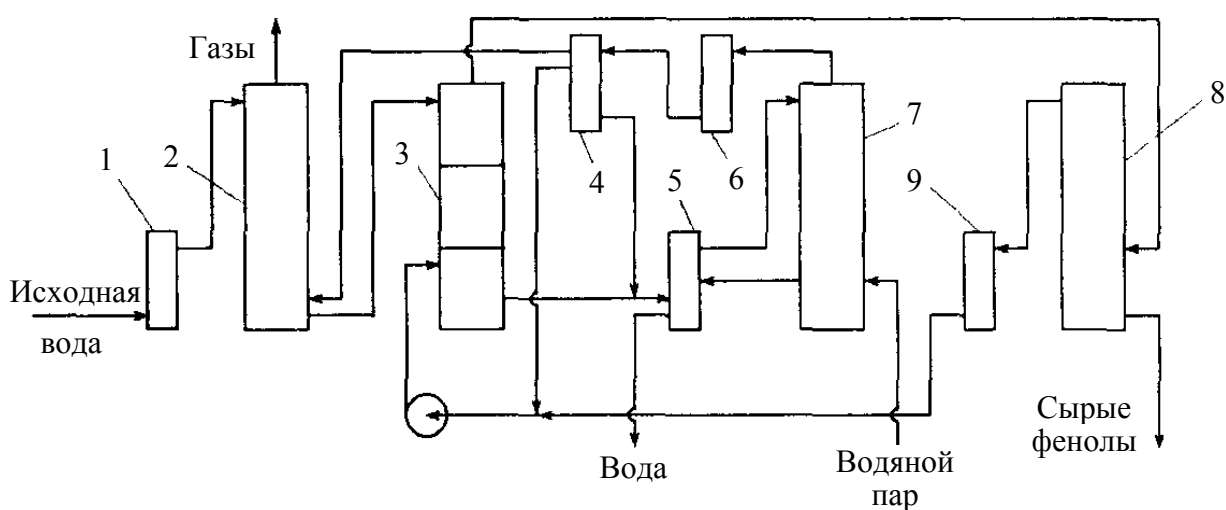 Газы
1
2
3
4
5
6
7
8
9
Исходная
вода
Вода
Водяной
пар
Сырые
фенолы